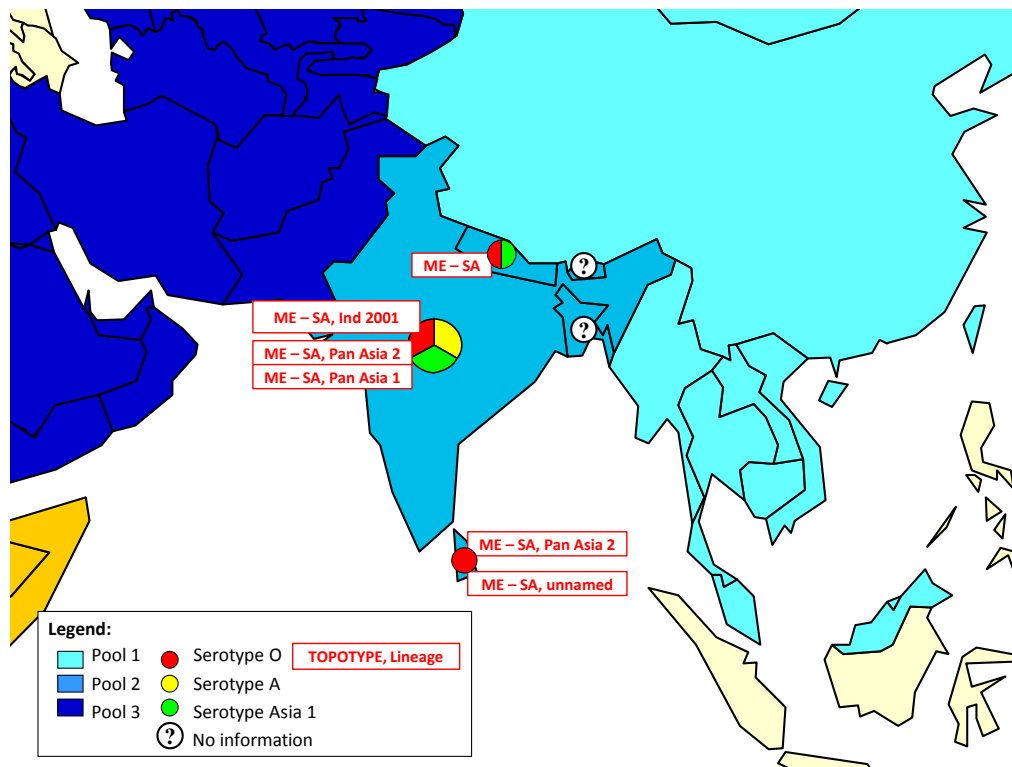 ME – SA
?
ME – SA, Ind 2001
ME – SA, Pan Asia 2
ME – SA, Pan Asia 1
?
ME – SA, Pan Asia 2
ME – SA, unnamed
Legend:
Pool 1
Serotype O
TOPOTYPE, Lineage
Pool 2
Serotype A
Pool 3
Serotype Asia 1
? No information